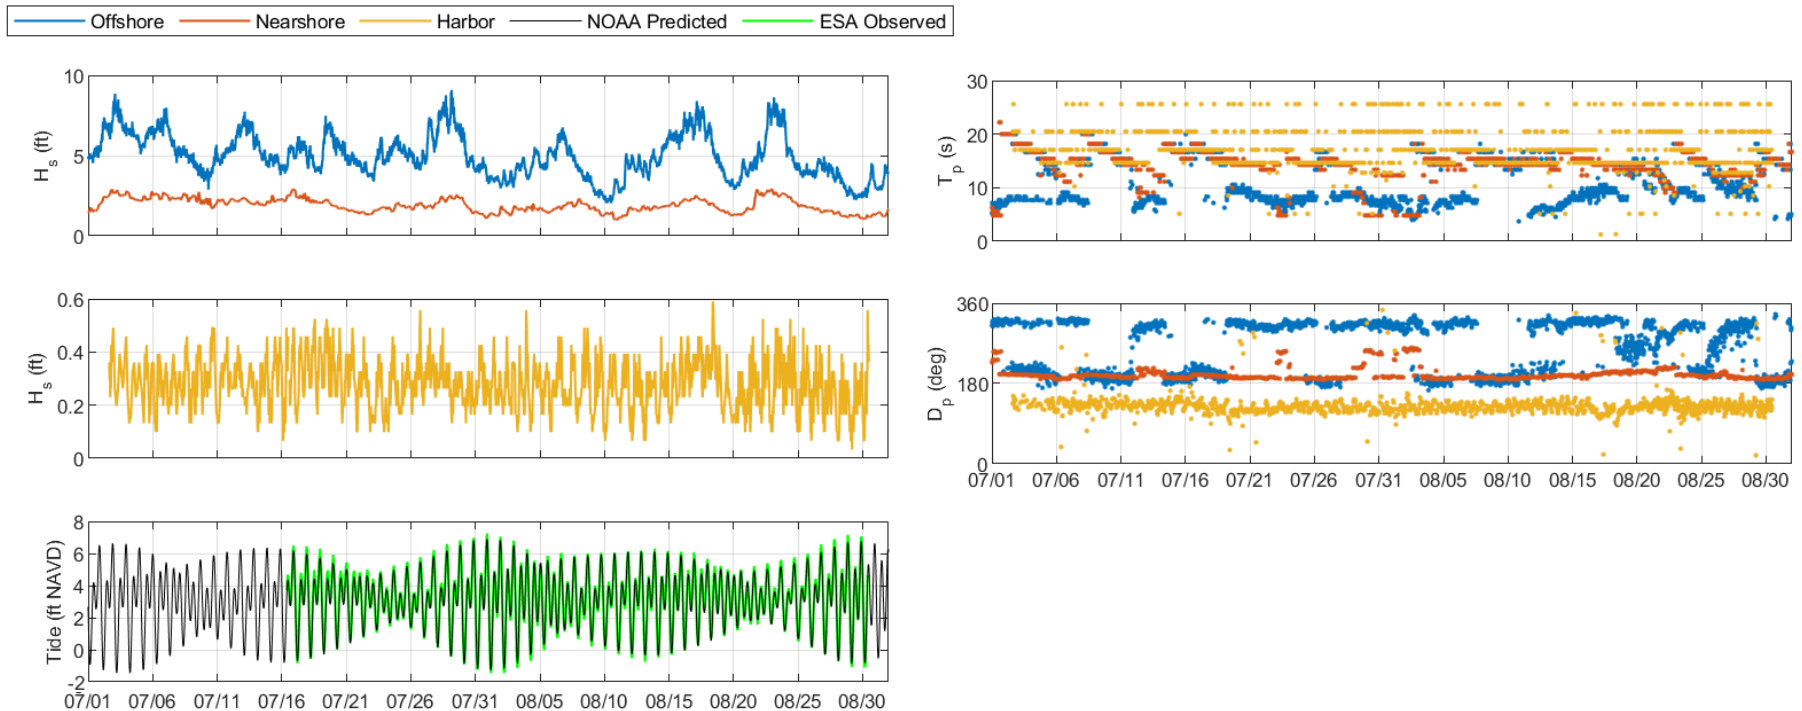 Offshore Nearshore Harbor NOAA Predicted ESA Observed
10
5
0
H_s (ft)
0.6
0.4
0.2
0
H_s (ft)
8
6
4
2
0
-2
Tide (ft NAVD)
07/01 07/06 07/11 07/16 07/21 07/26 07/31 08/05 08/10 08/15 08/20 08/25 08/30
30
20
10
0
T_p (s)
360
180
0
D_p (deg)
07/01 07/06 07/11 07/16 07/21 07/26 07/31 08/05 08/10 08/15 08/20 08/25 08/30